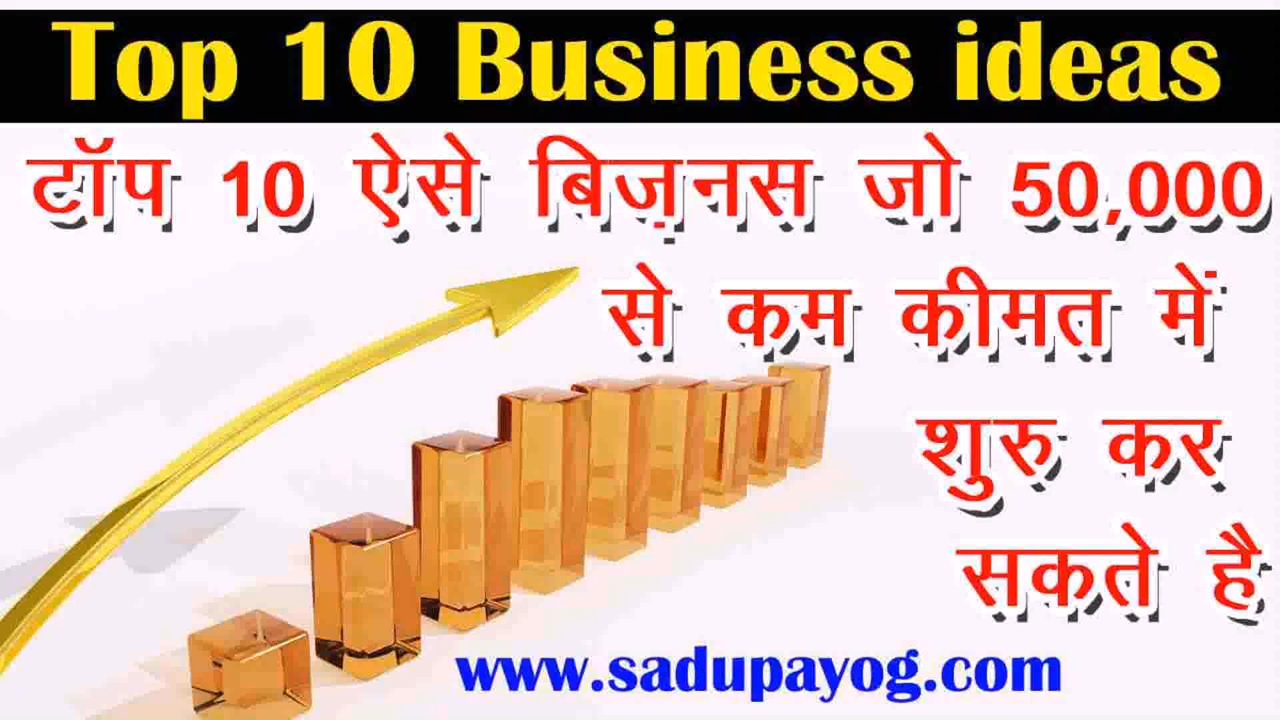 Top 10 Business ideas
टॉप 10 ऐसे बिज़नस जो 50,000
से कम कीमत में
शुरु कर
सकते है
www.sadupayog.com